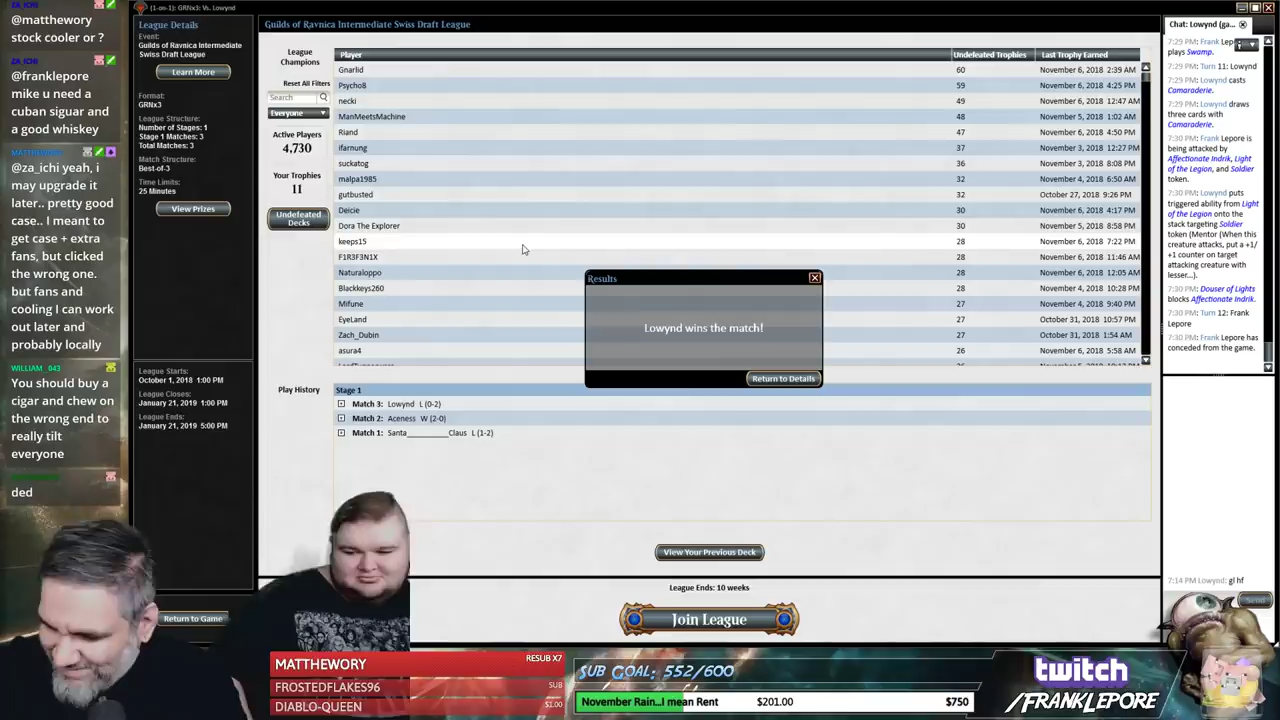 (1-on-1): GRNx3: Vs. Lowynd
@matthewory
stock cooler or ?
ZA_ICHI
@franklepore
mike u need a
cuban siguar and
a good whiskey
@za_ichi yeah, i
may upgrade it
later.. pretty good
case.. I meant to
get case + extra
fans, but clicked
the wrong one.
but fans and
cooling I can work
out later and
probably locally
WILLIAM_043
You should buy a
cigar and chew on
the wrong end to
really tilt
everyone
ded
League Details
Event:
Guilds of Ravnica Intermediate
Swiss Draft League
Learn More
Format:
GRNx3
League Structure:
Number of Stages: 1
Stage 1 Matches: 3
Total Matches: 3
Match Structure:
Best-of-3
Time Limits:
25 Minutes
View Prizes
League Starts:
October 1, 2018 1:00 PM
League Closes:
January 21, 2019 1:00 PM
League Ends:
January 21, 2019 5:00 PM
Return to Game
Guilds of Ravnica Intermediate Swiss Draft League
League
Champions
Reset All Filters
Search
Everyone
Active Players
4,730
Your Trophies
11
Undefeated
Decks
Player Undefeated Trophies Last Trophy Earned
Gnarlid 60 November 6, 2018 2:39 AM
Psycho8 59 November 6, 2018 4:25 PM
necki 49 November 6, 2018 12:47 AM
ManMeetsMachine 48 November 5, 2018 1:02 AM
Riand 47 November 6, 2018 4:50 PM
ifarnung 37 November 3, 2018 12:27 PM
suckatog 36 November 3, 2018 8:08 PM
malpa1985 32 November 4, 2018 6:50 AM
gutbusted 32 October 27, 2018 9:26 PM
Deicie 30 November 6, 2018 4:17 PM
Dora The Explorer 30 November 5, 2018 8:58 PM
keeps15 28 November 6, 2018 7:22 PM
F1R3F3N1X 28 November 6, 2018 11:46 AM
Naturaloppo 28 November 6, 2018 12:05 AM
Blackkeys260 28 November 4, 2018 10:28 PM
Mifune 27 November 4, 2018 9:40 PM
EyeLand 27 October 31, 2018 10:57 PM
Zach_Dubin 27 October 31, 2018 1:54 AM
asura4 26 November 6, 2018 5:58 AM
Results
Lowynd wins the match!
Return to Details
Play History
Stage 1
Match 3: Lowynd L (0-2)
Match 2: Aceness W (2-0)
Match 1: Santa__________Claus L (1-2)
View Your Previous Deck
League Ends: 10 weeks
Join League
Chat: Lowynd (ga...
7:29 PM: Frank Lep
plays Swamp.
7:29 PM: Turn 11: Lowynd
7:29 PM: Lowynd casts
Camaraderie.
7:29 PM: Lowynd draws
three cards with
Camaraderie.
7:30 PM: Frank Lepore is
being attacked by
Affectionate Indrik, Light
of the Legion, and Soldier
token.
7:30 PM: Lowynd puts
triggered ability from Light
of the Legion onto the
stack targeting Soldier
token (Mentor (When this
creature attacks, put a +1/
+1 counter on target
attacking creature with
lesser...).
7:30 PM: Douser of Lights
blocks Affectionate Indrik.
7:30 PM: Turn 12: Frank
Lepore
7:30 PM: Frank Lepore has
conceded from the game.
7:14 PM Lowynd: gl hf
Send
MATTHEWORY RESUB X7
FROSTEDFLAKES96 SUB
DIABLO-QUEEN $1.00
SUB GOAL: 552/600
November Rain...I mean Rent $201.00 $750
twitch
/FRANKLEPORE